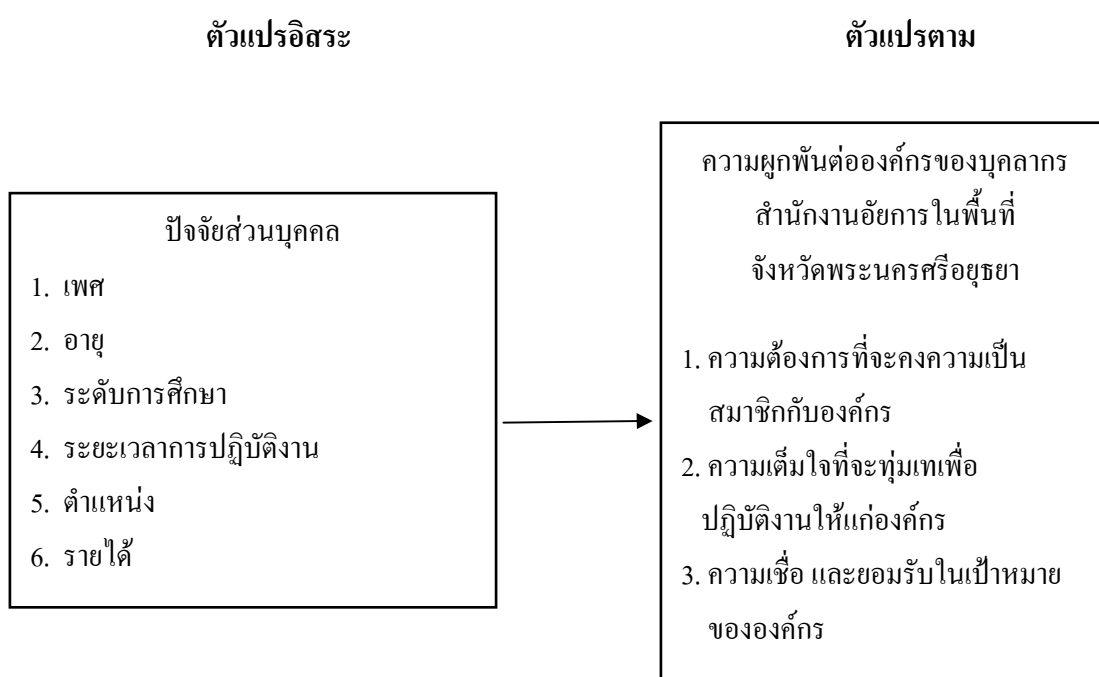 ตัวแปรอิสระ
ตัวแปรตาม
ปัจจัยส่วนบุคคล
1. เพศ
2. อายุ
3. ระดับการศึกษา
4. ระยะเวลาการปฏิบัติงาน
5. ตำแหน่ง
6. รายได้
ความผูกพันต่อองค์กรของบุคลากร
สำนักงานอัยการในพื้นที่
จังหวัดพระนครศรีอยุธยา
1. ความต้องการที่จะคงความเป็น
สมาชิกกับองค์กร
2. ความเต็มใจที่จะทุ่มเทเพื่อ
ปฏิบัติงานให้แก่องค์กร
3. ความเชื่อ และยอมรับในเป้าหมาย
ขององค์กร